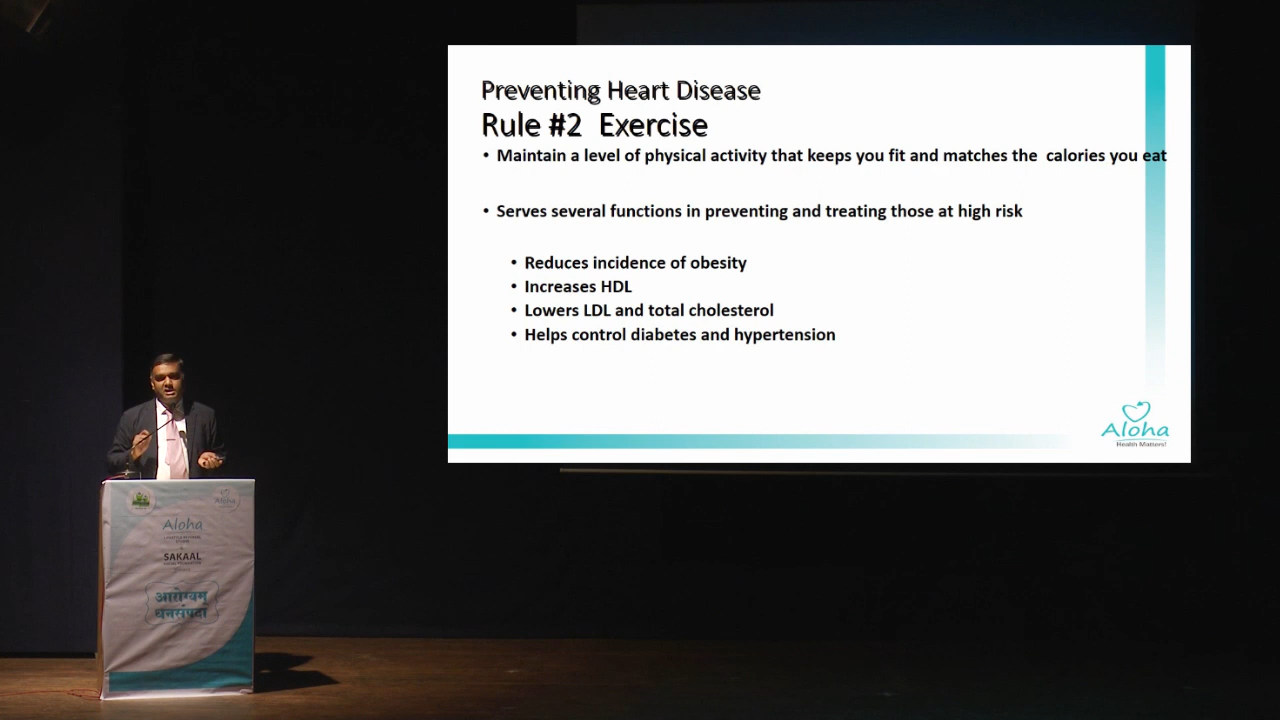 Preventing Heart Disease
Rule #2 Exercise
• Maintain a level of physical activity that keeps you fit and matches the calories you eat
• Serves several functions in preventing and treating those at high risk
• Reduces incidence of obesity
• Increases HDL
• Lowers LDL and total cholesterol
• Helps control diabetes and hypertension
Aloha
Health Matters!
Aloha
Aloha
SAKAAL
आरोग्यम्
धनसंपदा